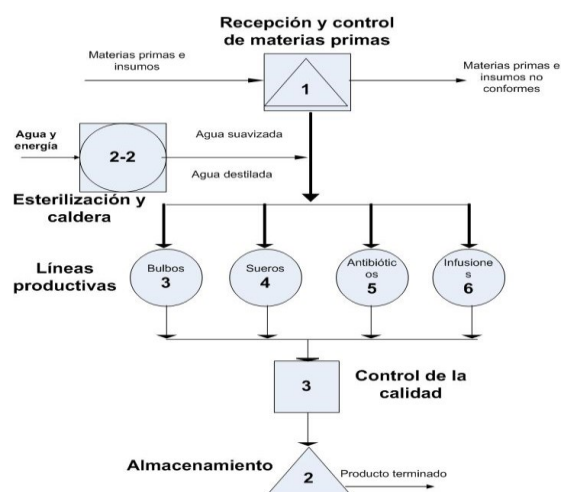 Recepción y control
de materias primas
Materias primas e
insumos
1
Materias primas e
insumos no
conformes
Agua y
energía
2-2
Agua suavizada
Agua destilada
Esterilización y
caldera
Líneas
productivas
Bulbos
3
Sueros
4
Antibiótic
os
5
Infusione
s
6
3
Control de la
calidad
Almacenamiento
2
Producto terminado